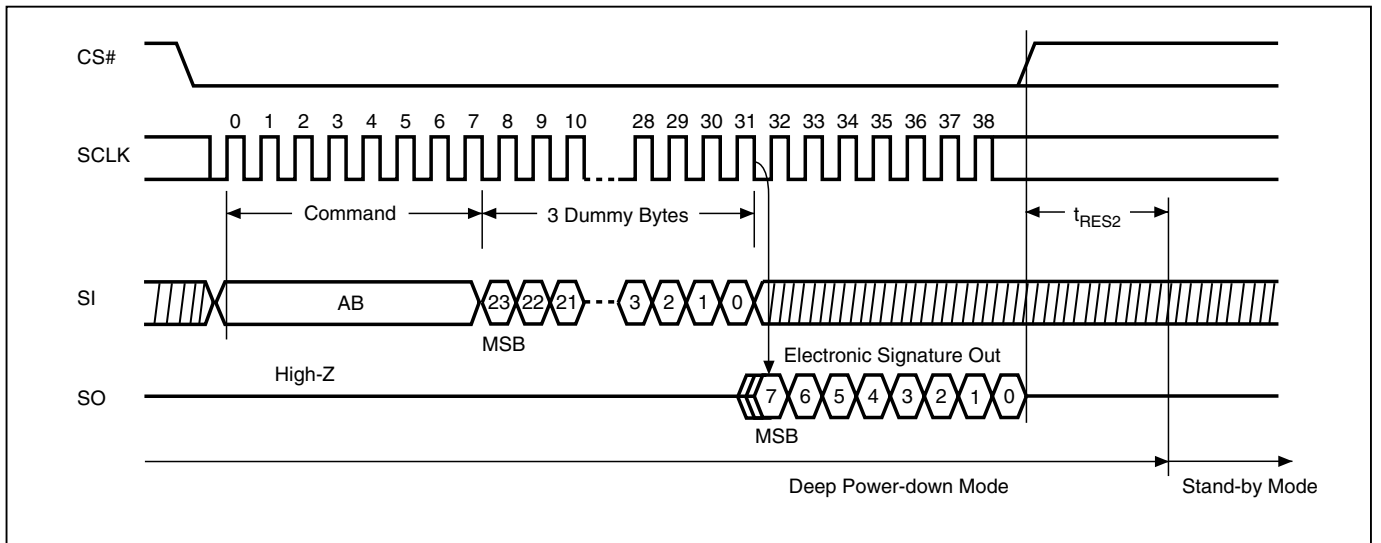 CS#
0 1 2 3 4 5 6 7 8 9 10 28 29 30 31 32 33 34 35 36 37 38
SCLK
Command 3 Dummy Bytes tRES2
SI AB 23 22 21 3 2 1 0
MSB
Electronic Signature Out
High-Z
SO 7 6 5 4 3 2 1 0
MSB
Deep Power-down Mode Stand-by Mode